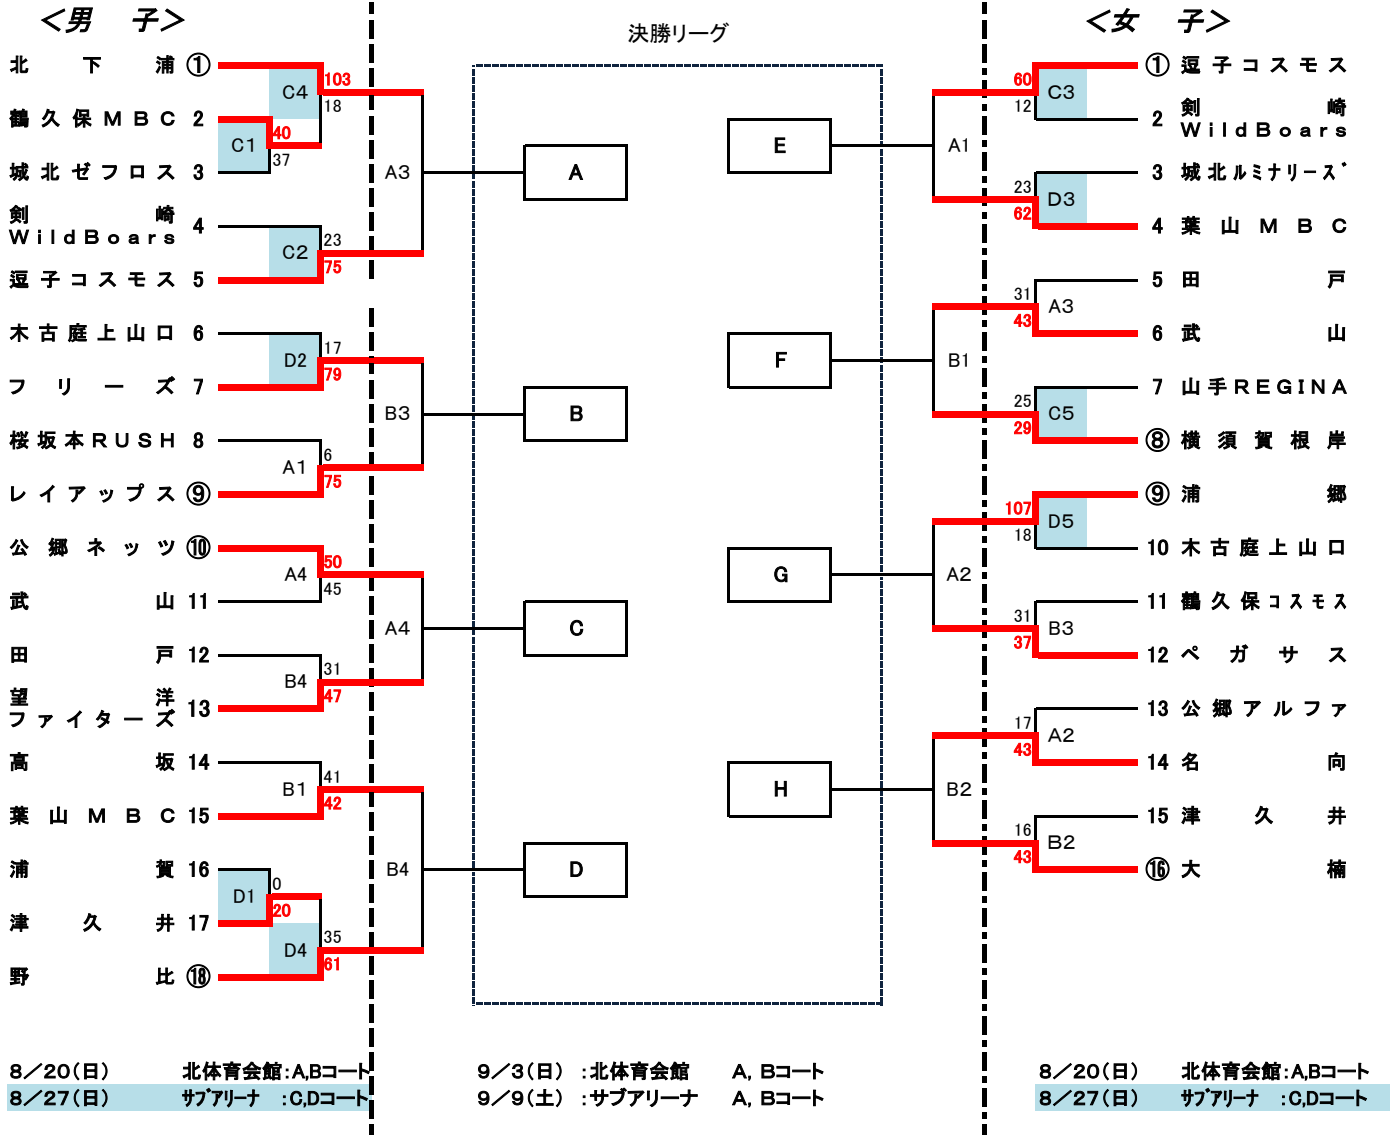 ＜男　子＞
決勝リーグ
＜女　子＞
北下浦 ①
103
C4
18
鶴久保ＭＢＣ 2
40
C1
37
城北ゼフロス 3
A3
A
剣崎
ＷｉｌｄＢｏａｒｓ 4
23
C2
75
逗子コスモス 5
木古庭上山口 6
17
D2
79
フリーズ 7
B3
B
桜坂本ＲＵＳＨ 8
6
A1
75
レイアップス ⑨
公郷ネッツ ⑩
50
A4
45
武山 11
A4
C
田戸 12
31
B4
47
望洋
ファイターズ 13
高坂 14
41
B1
42
葉山ＭＢＣ 15
B4
D
浦賀 16
0
D1
20
津久井 17
35
D4
61
野比 ⑱
① 逗子コスモス
60
C3
12
2 剣崎
ＷｉｌｄＢｏａｒｓ
E
A1
3 城北ルミナリーズ
23
D3
62
4 葉山ＭＢＣ
5 田戸
31
A3
43
6 武山
F
B1
7 山手ＲＥＧＩＮＡ
25
C5
29
⑧ 横須賀根岸
⑨ 浦郷
107
D5
18
10 木古庭上山口
G
A2
11 鶴久保コスモス
31
B3
37
12 ペガサス
13 公郷アルファ
17
A2
43
14 名向
H
B2
15 津久井
16
B2
43
⑯ 大楠
8／20（日）　北体育会館：A,Bコート
8／27（日）　サブアリーナ　：C,Dコート
9／3（日）　：北体育会館　A，Bコート
9／9（土）　：サブアリーナ　A，Bコート
8／20（日）　北体育会館：A,Bコート
8／27（日）　サブアリーナ　：C,Dコート